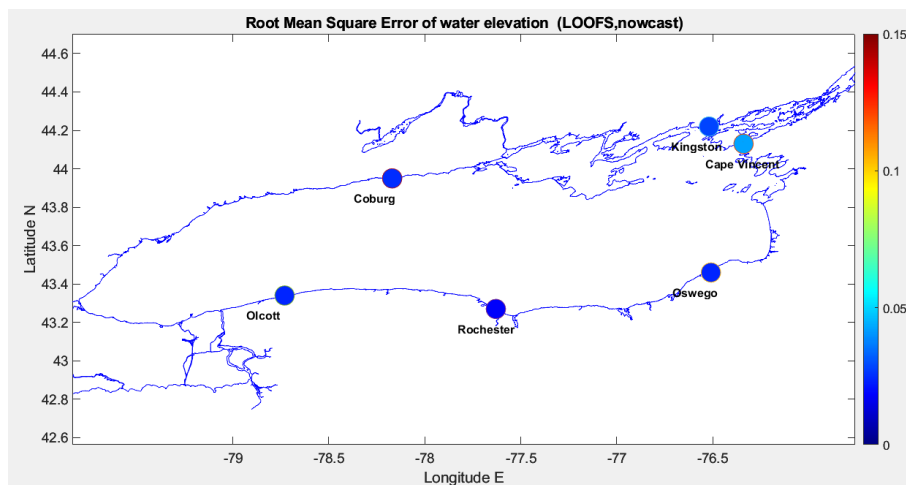 Root Mean Square Error of water elevation (LOOFS,nowcast)
44.6
44.4
44.2
44
43.8
43.6
43.4
43.2
43
42.8
42.6
Latitude N
Kingston
Cape Vincent
Coburg
Oswego
Olcott
Rochester
0.15
0.1
0.05
0
-79
-78.5
-78
-77.5
-77
-76.5
Longitude E